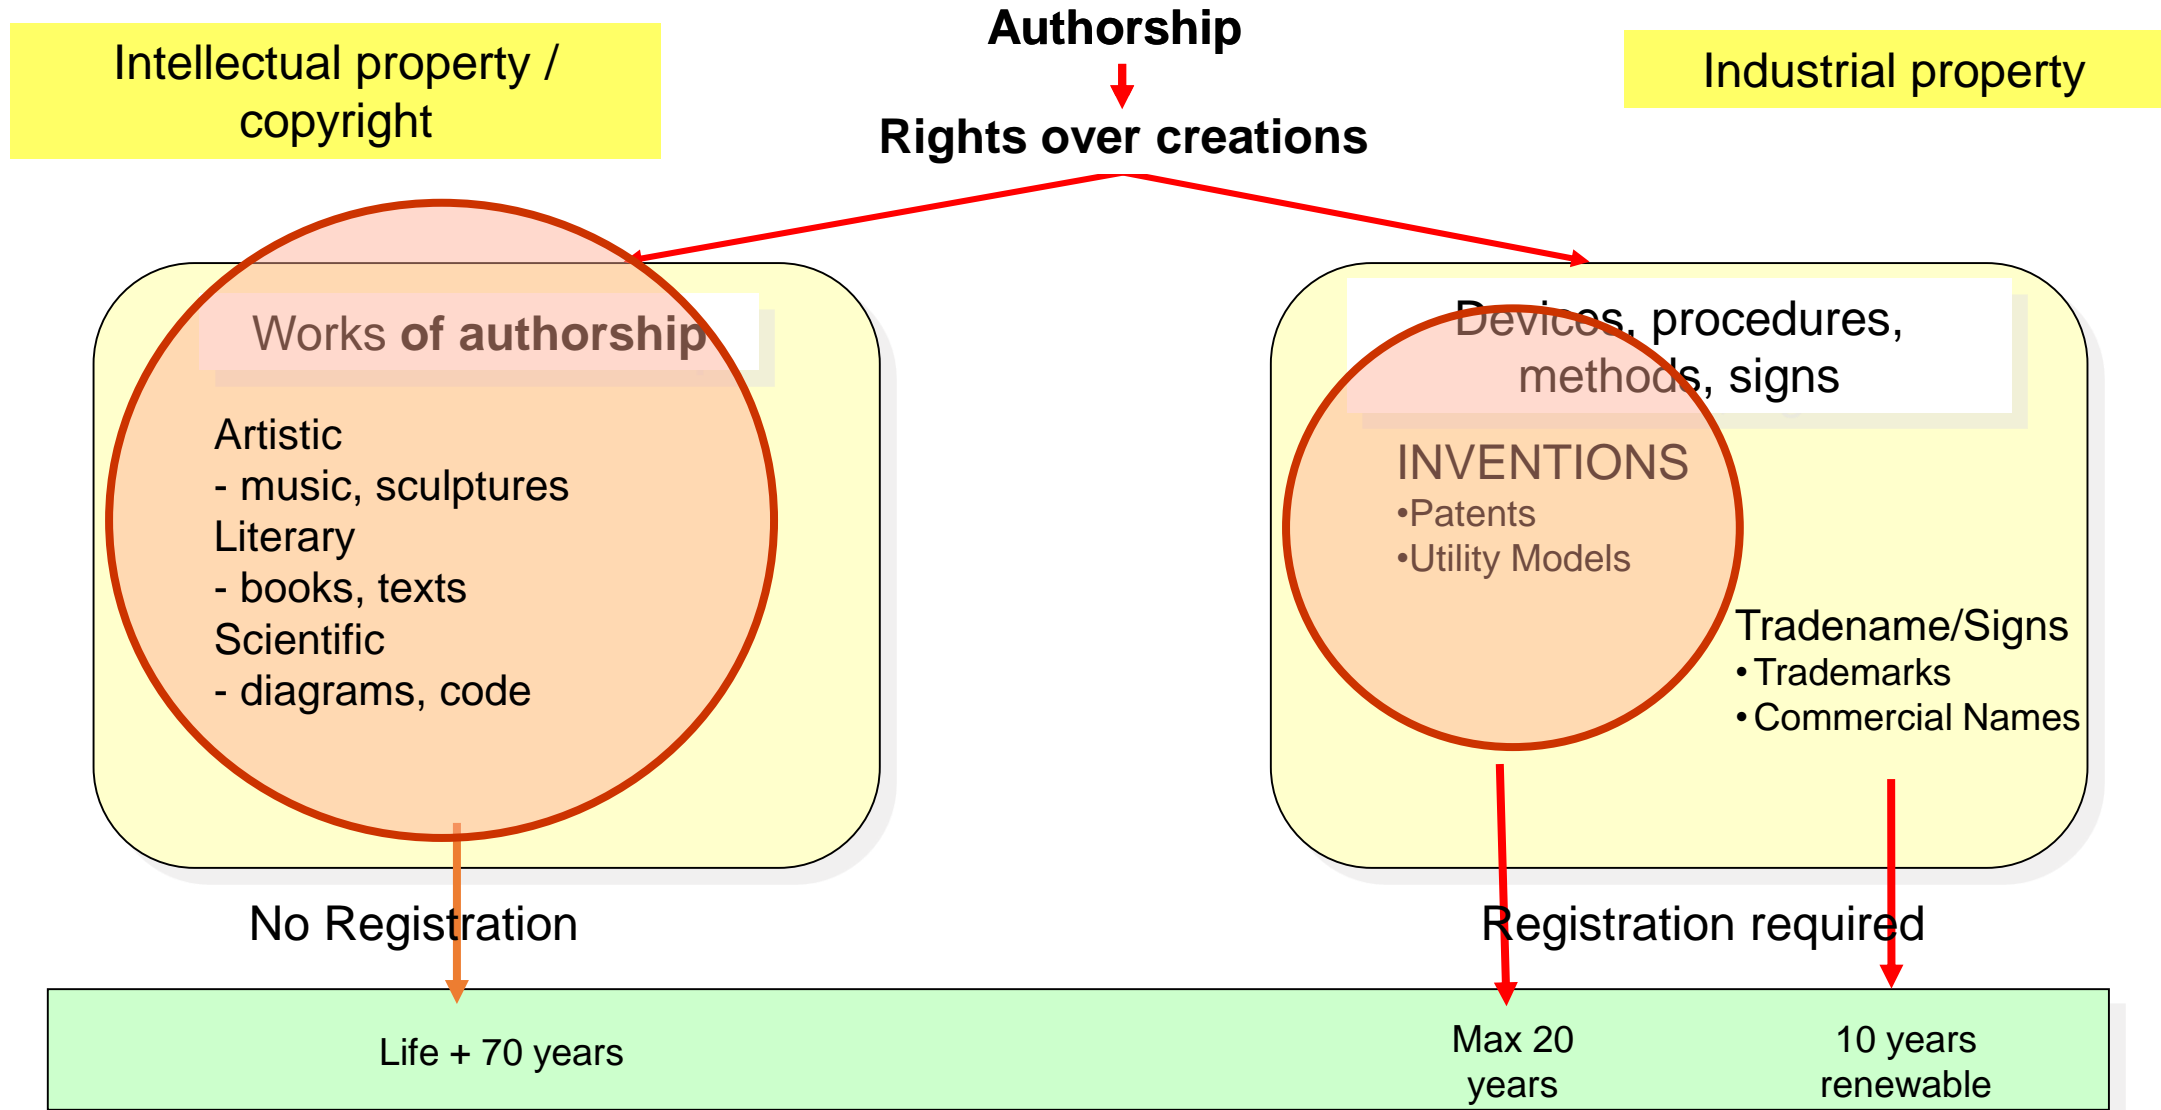 Authorship
Intellectual property /
copyright
Industrial property
Rights over creations
Works of authorship
Artistic
- music, sculptures
Literary
- books, texts
Scientific
- diagrams, code
Devices, procedures,
methods, signs
INVENTIONS
•Patents
•Utility Models
Tradename/Signs
• Trademarks
• Commercial Names
No Registration
Registration required
Life + 70 years
Max 20
years
10 years
renewable